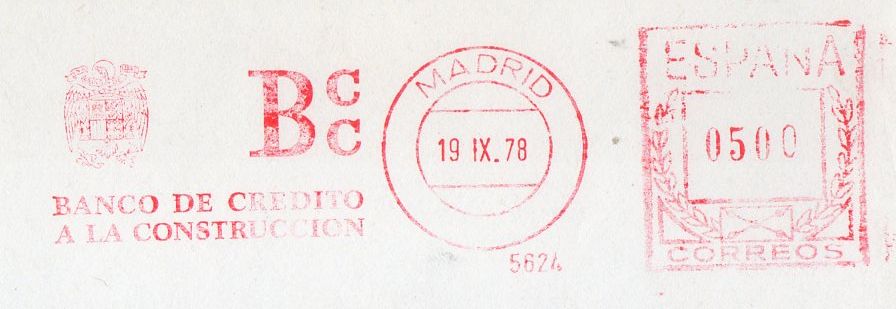 Bcc
BANCO DE CREDITO
A LA CONSTRUCCION
MADRID
19 IX.78
5624
ESPAÑA
0500
CORREOS